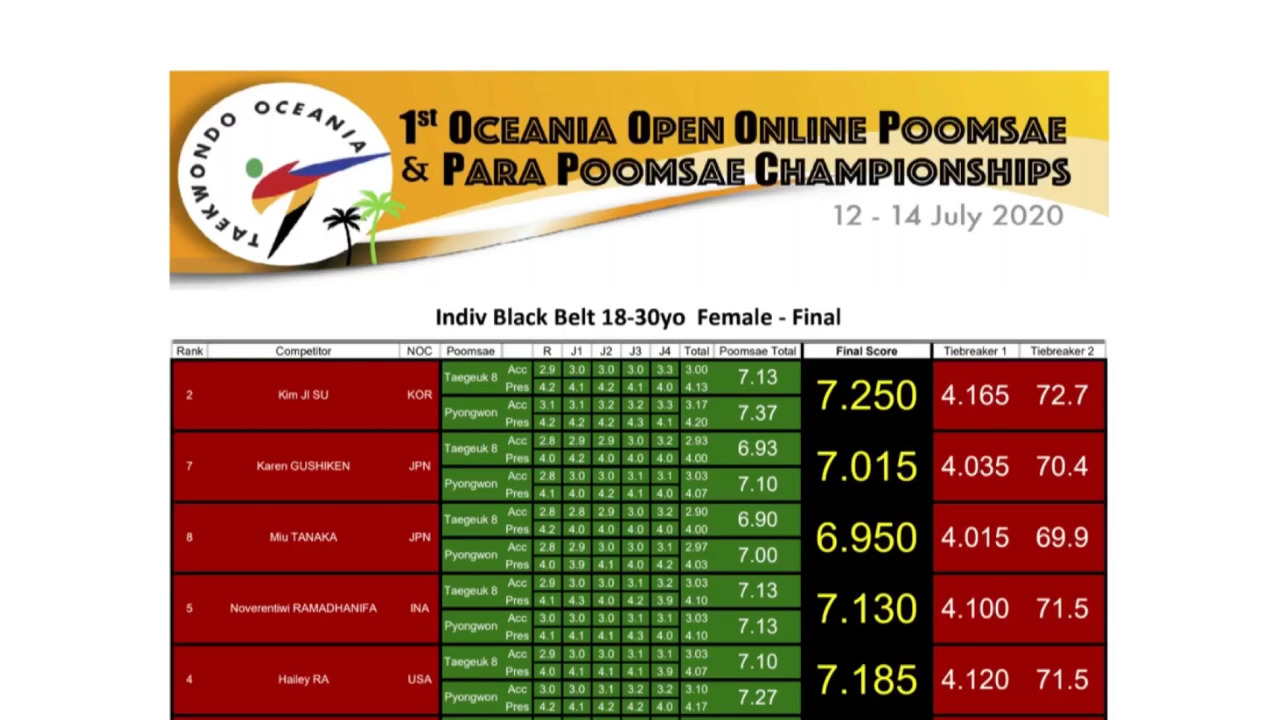 TAEKWONDO OCEANIA
1st OCEANIA OPEN ONLINE POOMSAE
& PARA POOMSAE CHAMPIONSHIPS
12 - 14 July 2020
Indiv Black Belt 18-30yo Female - Final
Rank Competitor NOC Poomsae R J1 J2 J3 J4 Total Poomsae Total Final Score Tiebreaker 1 Tiebreaker 2
2 Kim JI SU KOR Taegeuk 8 Acc 2.9 3.0 3.0 3.0 3.3 3.00 7.13 7.250 4.165 72.7
Pres 4.2 4.1 4.2 4.1 4.0 4.13
Pyongwon Acc 3.1 3.1 3.2 3.2 3.3 3.17 7.37
Pres 4.2 4.2 4.2 4.3 4.1 4.20
7 Karen GUSHIKEN JPN Taegeuk 8 Acc 2.8 2.9 2.9 3.0 3.2 2.93 6.93 7.015 4.035 70.4
Pres 4.0 4.2 4.0 4.0 4.0 4.00
Pyongwon Acc 2.8 3.0 3.0 3.1 3.1 3.03 7.10
Pres 4.1 4.0 4.2 4.1 4.0 4.07
8 Miu TANAKA JPN Taegeuk 8 Acc 2.8 2.8 2.9 3.0 3.2 2.90 6.90 6.950 4.015 69.9
Pres 4.2 4.0 4.0 4.0 4.0 4.00
Pyongwon Acc 2.8 2.9 3.0 3.0 3.1 2.97 7.00
Pres 4.0 3.9 4.1 4.0 4.2 4.03
5 Noverentiwi RAMADHANIFA INA Taegeuk 8 Acc 2.9 3.0 3.0 3.1 3.2 3.03 7.13 7.130 4.100 71.5
Pres 4.1 4.3 4.0 4.2 3.9 4.10
Pyongwon Acc 3.0 3.0 3.0 3.1 3.1 3.03 7.13
Pres 4.1 4.1 4.1 4.3 4.0 4.10
4 Hailey RA USA Taegeuk 8 Acc 2.9 3.0 3.0 3.1 3.1 3.03 7.10 7.185 4.120 71.5
Pres 4.0 4.1 4.1 4.1 3.9 4.07
Pyongwon Acc 3.0 3.0 3.1 3.2 3.2 3.10 7.27
Pres 4.2 4.1 4.2 4.2 4.0 4.17